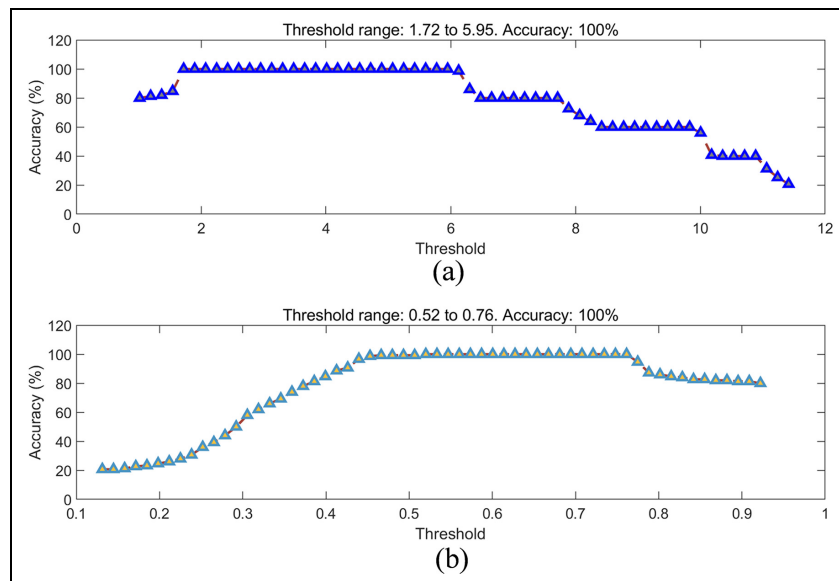 Threshold range: 1.72 to 5.95. Accuracy: 100%
120
100
80
60
40
20
0
Accuracy (%)
0 2 4 6 8 10 12
Threshold
(a)
Threshold range: 0.52 to 0.76. Accuracy: 100%
120
100
80
60
40
20
0
Accuracy (%)
0.1 0.2 0.3 0.4 0.5 0.6 0.7 0.8 0.9 1
Threshold
(b)